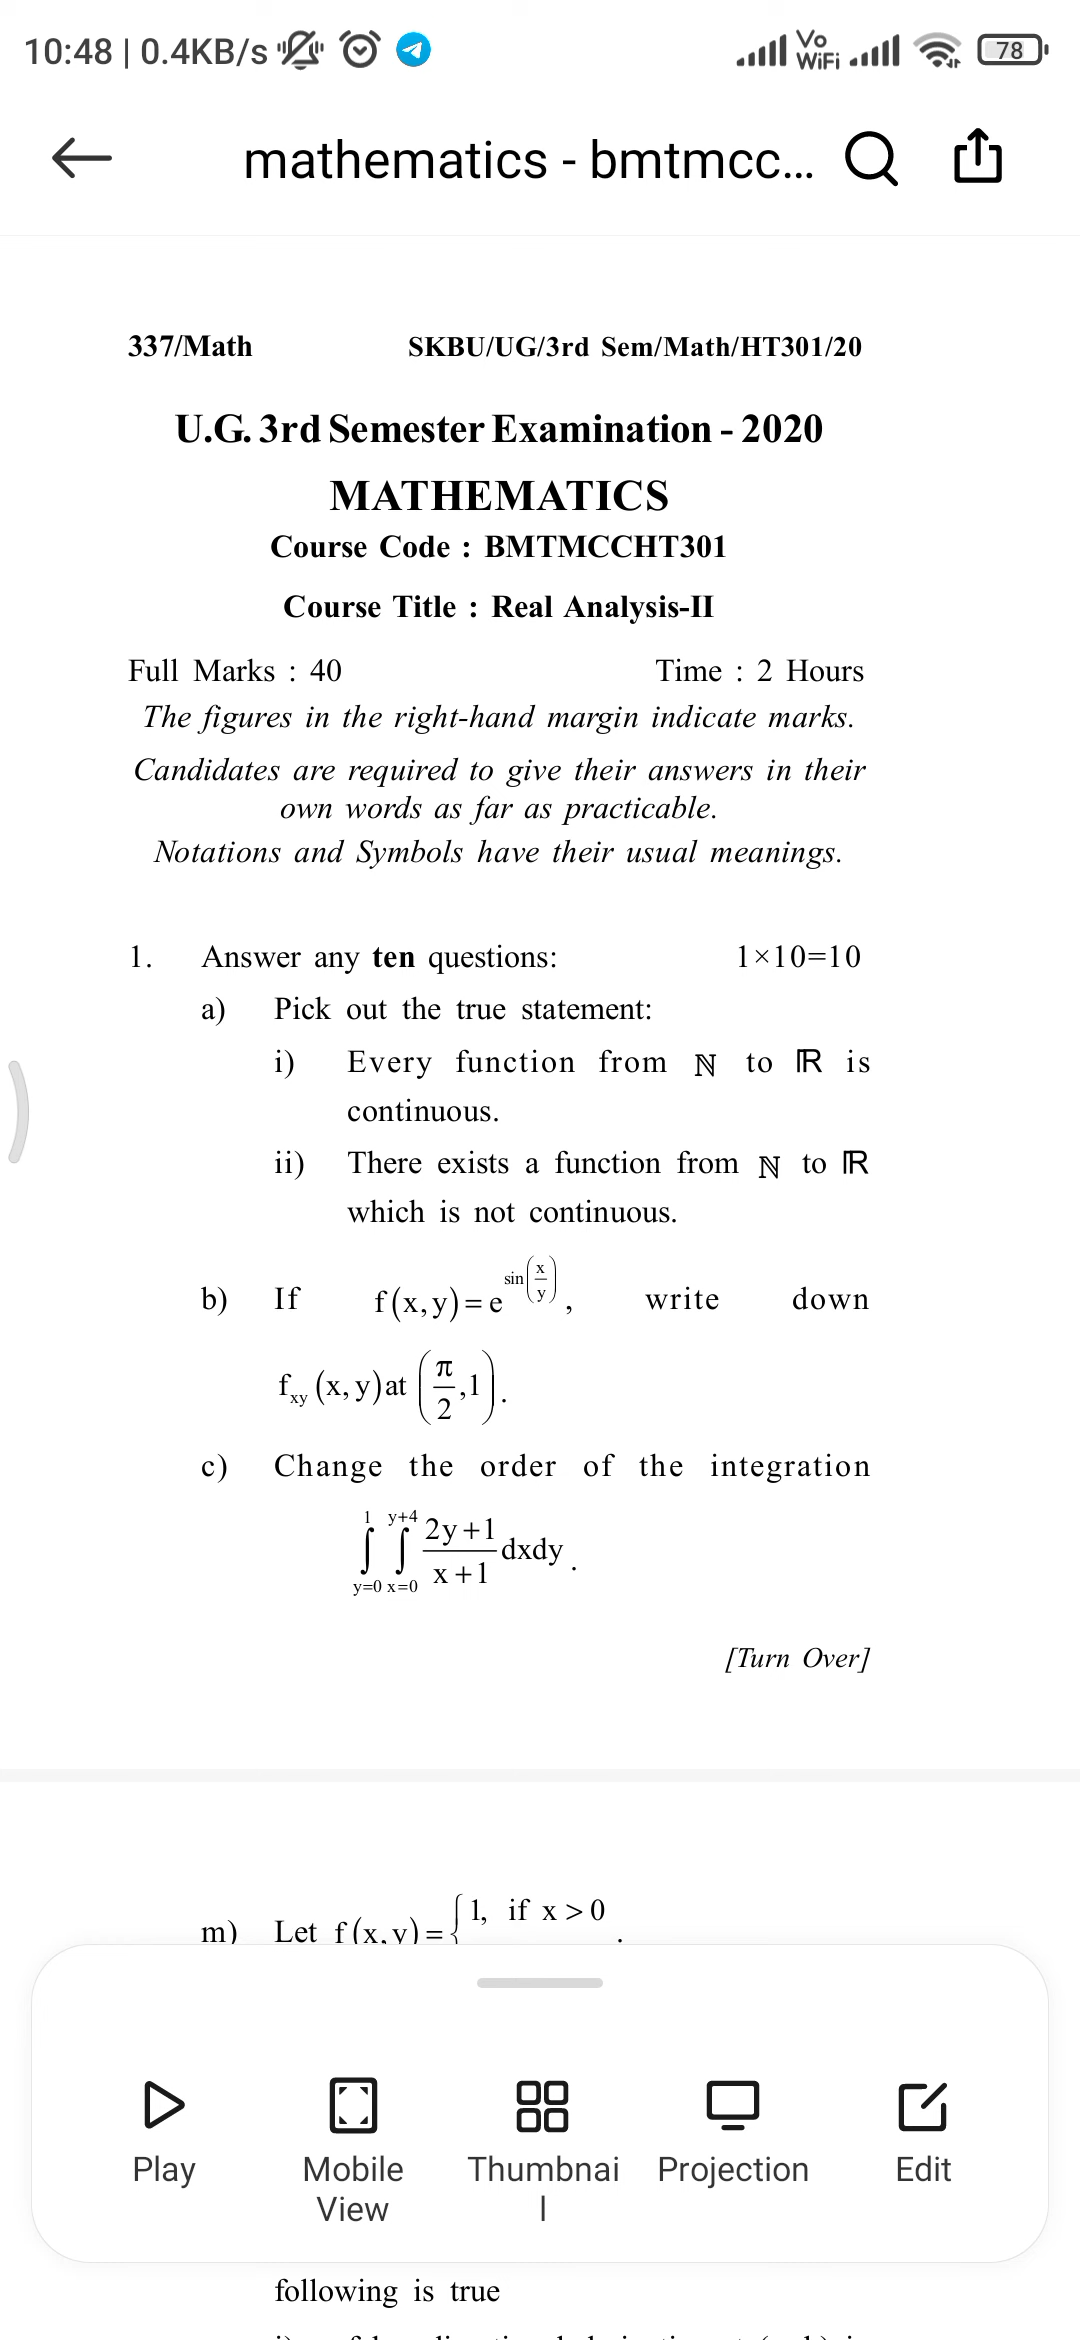 10:48 | 0.4KB/s Vo WiFi 78
mathematics - bmtmcc...
337/Math SKBU/UG/3rd Sem/Math/HT301/20
U.G. 3rd Semester Examination - 2020
MATHEMATICS
Course Code : BMTMCCHT301
Course Title : Real Analysis-II
Full Marks : 40 Time : 2 Hours
The figures in the right-hand margin indicate marks.
Candidates are required to give their answers in their
own words as far as practicable.
Notations and Symbols have their usual meanings.
1. Answer any ten questions: 1×10=10
a) Pick out the true statement:
i) Every function from ℕ to ℝ is
continuous.
ii) There exists a function from ℕ to ℝ
which is not continuous.
b) If f(x,y)=e^sin(x/y), write down
f_xy(x,y) at (π/2,1).
c) Change the order of the integration
∫_{y=0}^{1} ∫_{x=0}^{y+4} (2y+1)/(x+1) dxdy.
[Turn Over]
m) Let f(x,y)={1, if x>0 .
Play
Mobile View
Thumbnail
Projection
Edit
following is true